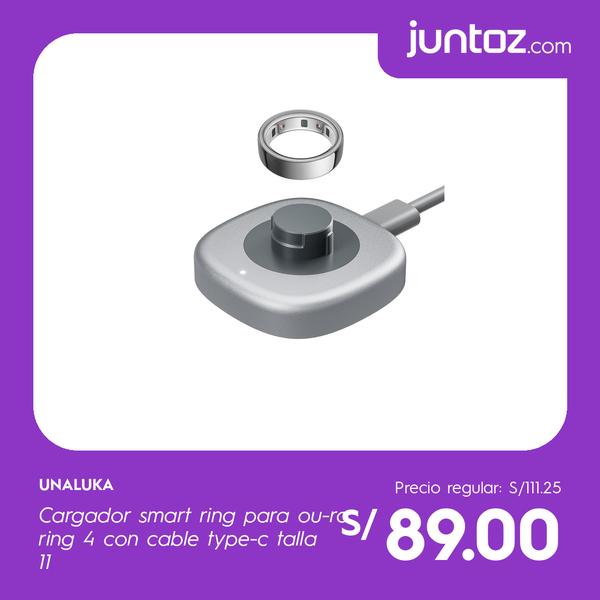 juntoz.com
UNALUKA
Precio regular: S/111.25
Cargador smart ring para ou-ra
ring 4 con cable type-c talla
11
S/ 89.00